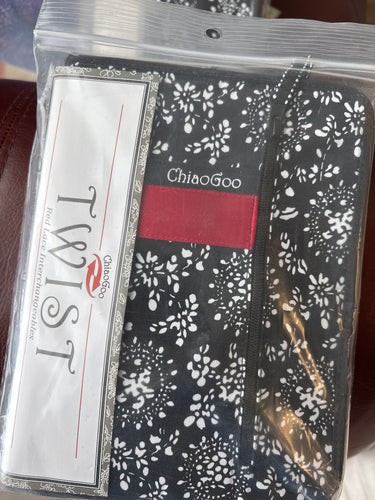 ChiaoGoo
ChiaoGoo
TWIST
Red Lace Interchangeables